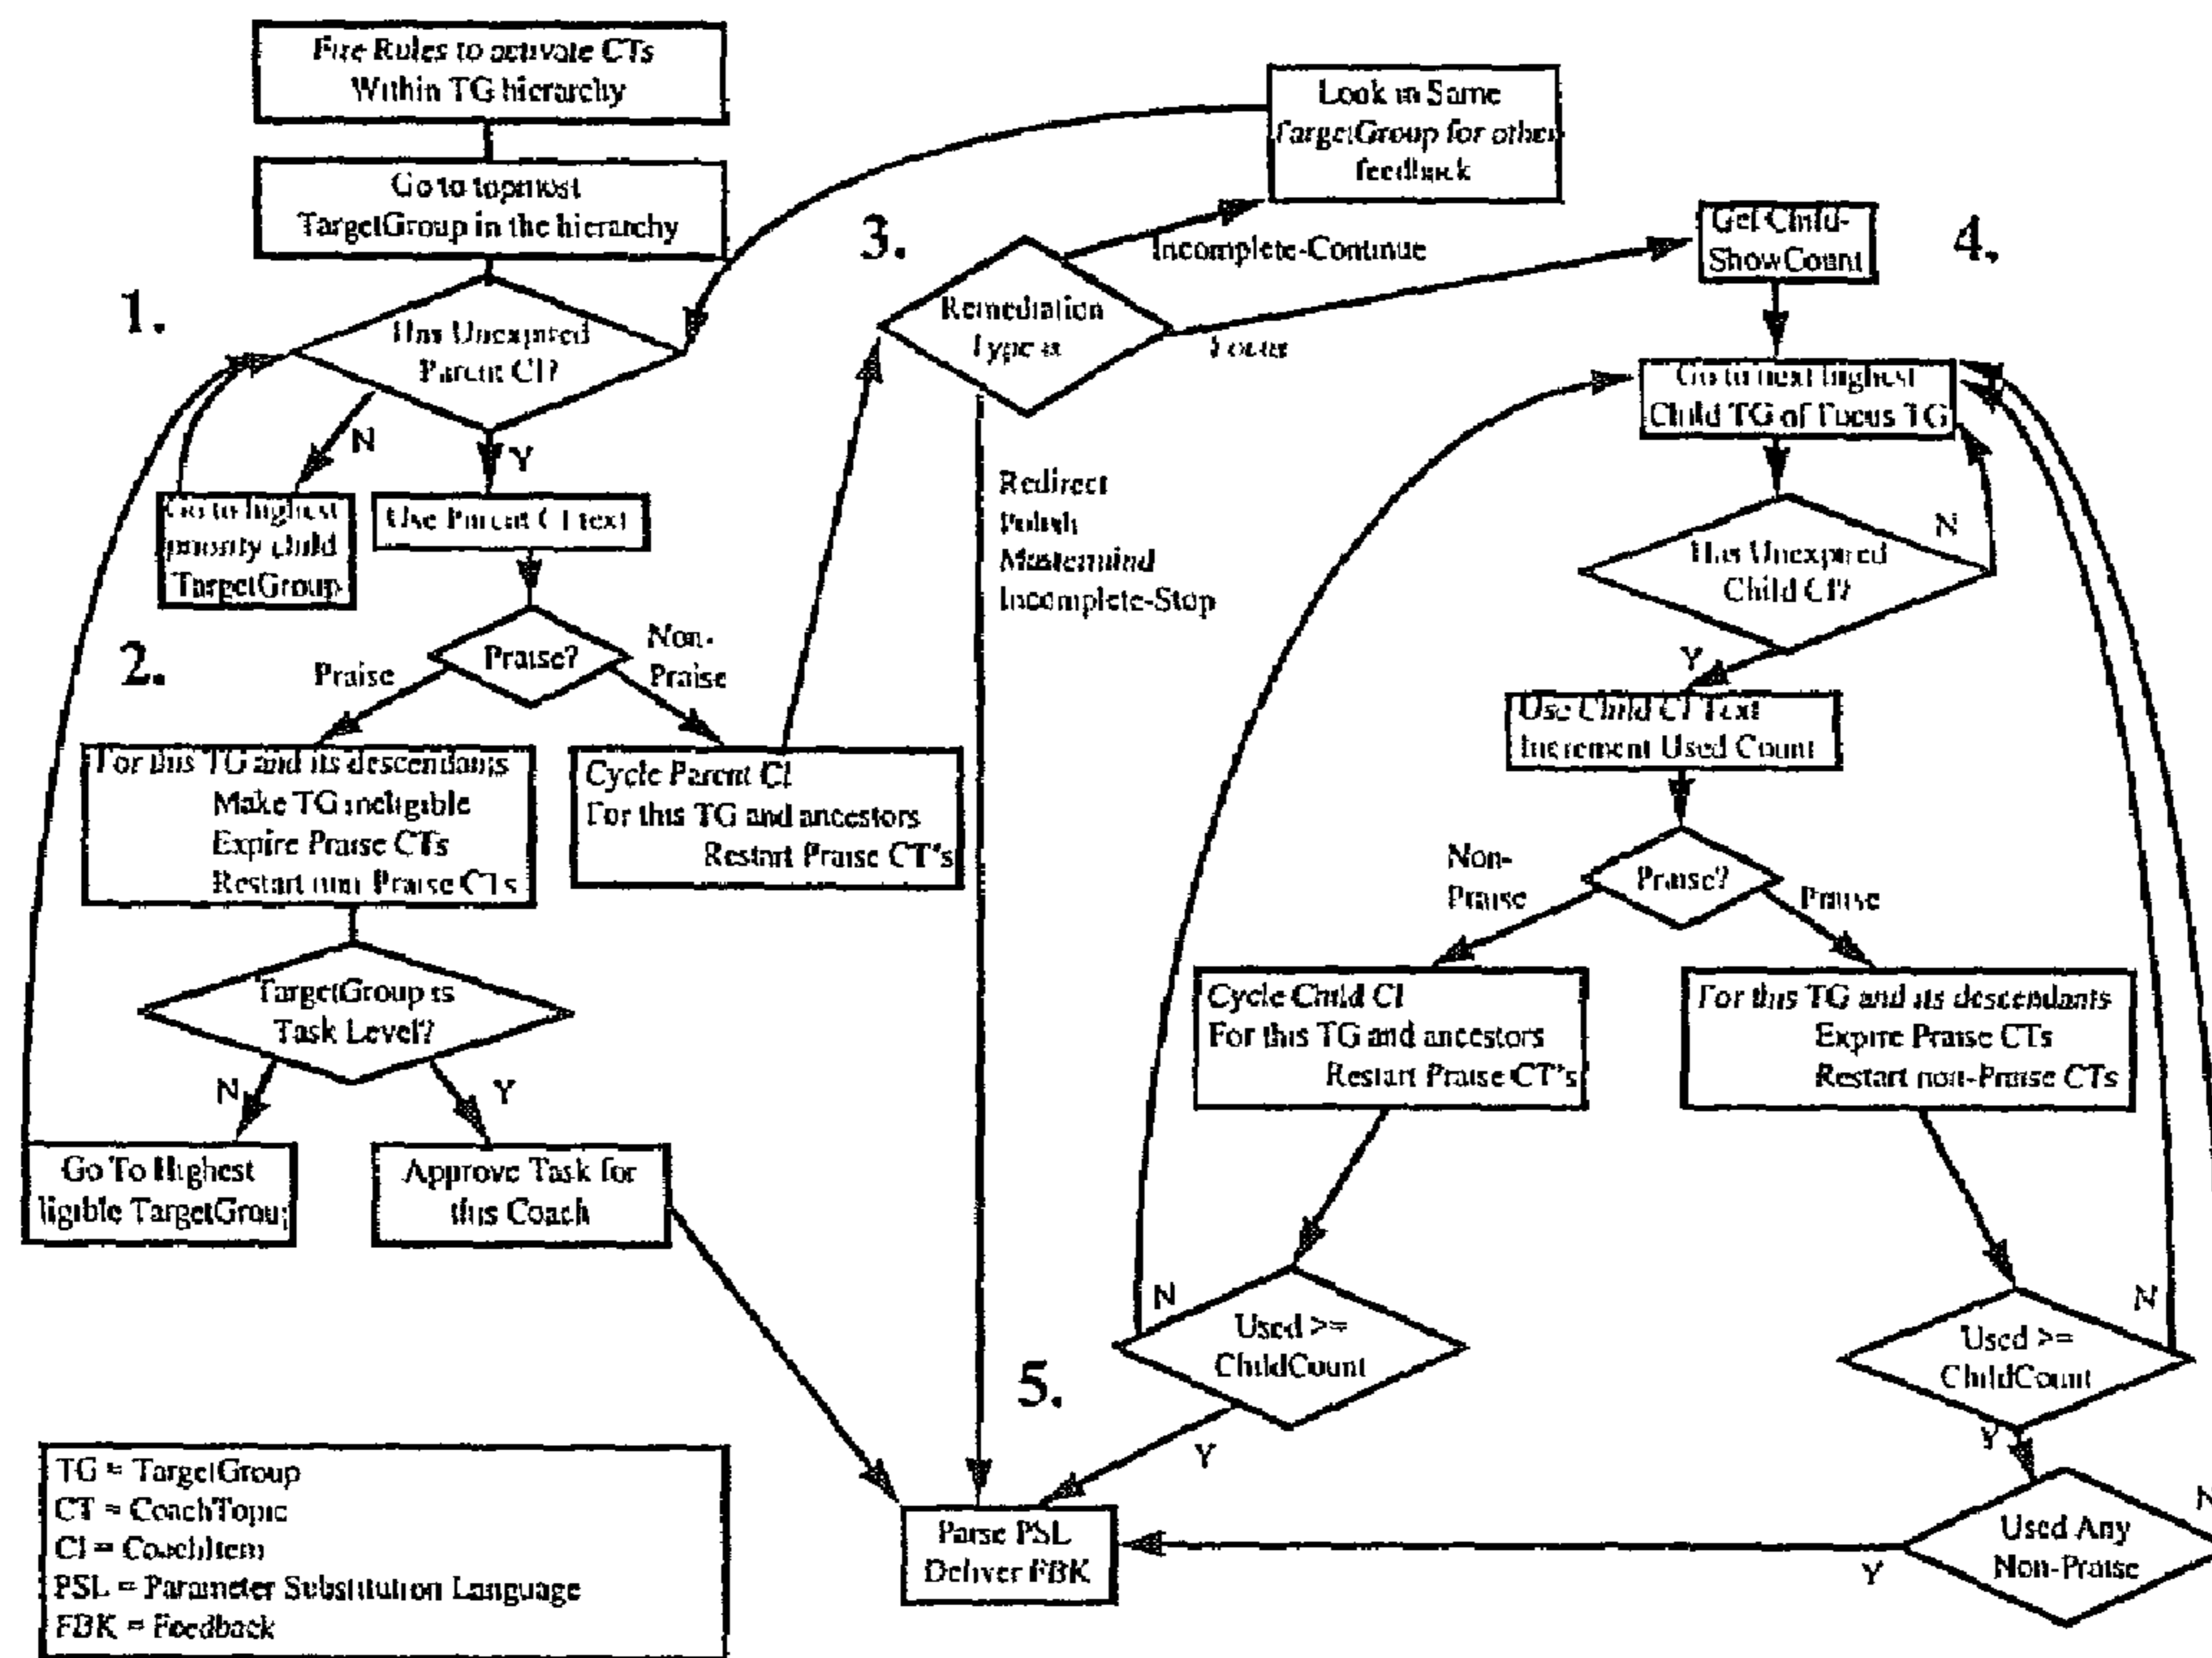 Fire Rules to activate CTs
Within TG hierarchy
Go to topmost
TargetGroup in the hierarchy
1.
Has Unexpired
Parent CI?
N
Y
Go to highest
priority child
TargetGroup
Use Parent CI text
2.
Praise?
Praise
Non-
Praise
For this TG and its descendants
Make TG ineligible
Expire Praise CTs
Restart non Praise CTs
Cycle Parent CI
For this TG and ancestors
Restart Praise CT's
TargetGroup is
Task Level?
N
Y
Go To Highest
ligible TargetGrou
Approve Task for
this Coach
3.
Look in Same
TargetGroup for other
feedback
Remediation
Type is
Incomplete-Continue
Focus
Redirect
Polish
Mastermind
Incomplete-Stop
4.
Get Child-
ShowCount
Go to next highest
Child TG of Focus TG
Has Unexpired
Child CI?
N
Y
Use Child CI Text
Increment Used Count
Praise?
Non-
Praise
Praise
Cycle Child CI
For this TG and ancestors
Restart Praise CT's
For this TG and its descendants
Expire Praise CTs
Restart non-Praise CTs
N
Used >=
ChildCount
Y
N
Used >=
ChildCount
Y
5.
Parse PSL
Deliver FBK
Used Any
Non-Praise
N
Y
TG = TargetGroup
CT = CoachTopic
CI = CoachItem
PSL = Parameter Substitution Language
FBK = Feedback